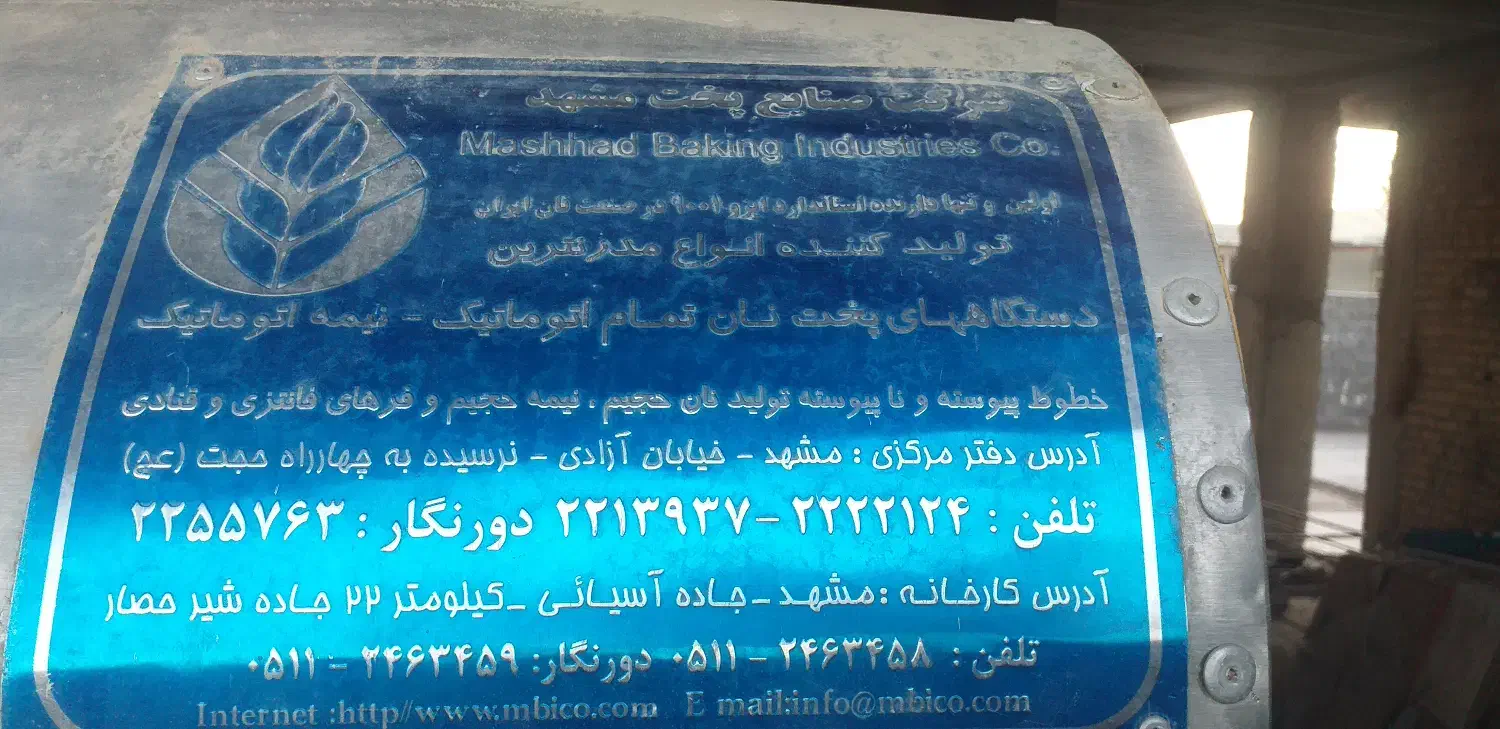 شرکت صنایع پخت مشهد
Mashhad Baking Industries Co.
اولین و تنها دارنده استاندارد ایزو ۹۰۰۱ در صنعت نان ایران
تولید کننده انواع مدرنترین
دستگاههای پخت نان تمام اتوماتیک - نیمه اتوماتیک
خطوط پیوسته و ناپیوسته تولید نان حجیم ، نیمه حجیم و فرهای فانتزی و قنادی
آدرس دفتر مرکزی : مشهد - خیابان آزادی - نرسیده به چهارراه حجت (عج)
تلفن : ۲۲۲۲۱۲۴ - ۲۲۱۳۹۳۷ دورنگار : ۲۲۵۵۷۶۳
آدرس کارخانه : مشهد - جاده آسیائی - کیلومتر ۲۲ جاده شیر حصار
تلفن : ۲۴۶۳۴۵۸ - ۰۵۱۱ دورنگار: ۲۴۶۳۴۵۹ - ۰۵۱۱
Internet :http//www.mbico.com E mail:info@mbico.com